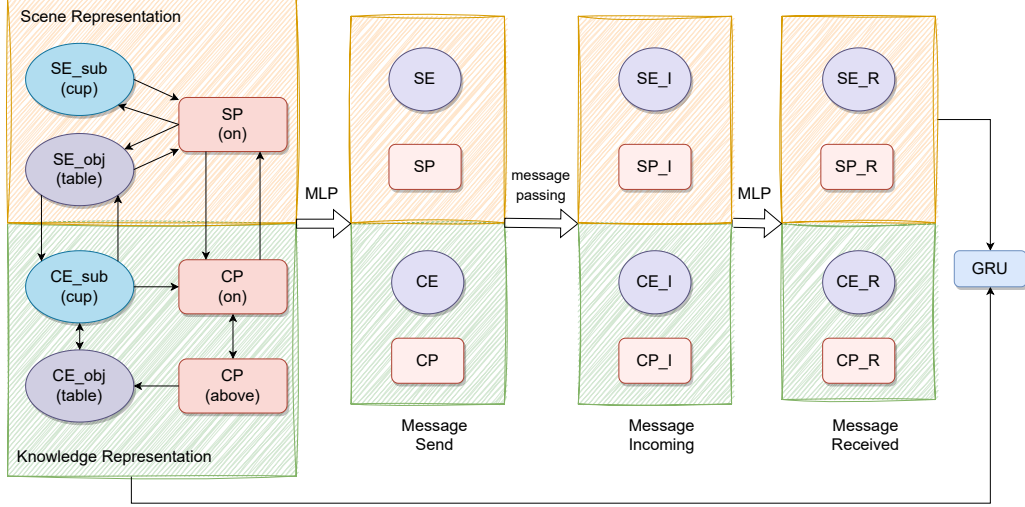 Scene Representation
SE_sub
(cup)
SP
(on)
SE_obj
(table)
CE_sub
(cup)
CP
(on)
CE_obj
(table)
CP
(above)
Knowledge Representation
MLP
SE
SP
CE
CP
Message
Send
message
passing
SE_I
SP_I
CE_I
CP_I
Message
Incoming
MLP
SE_R
SP_R
CE_R
CP_R
Message
Received
GRU